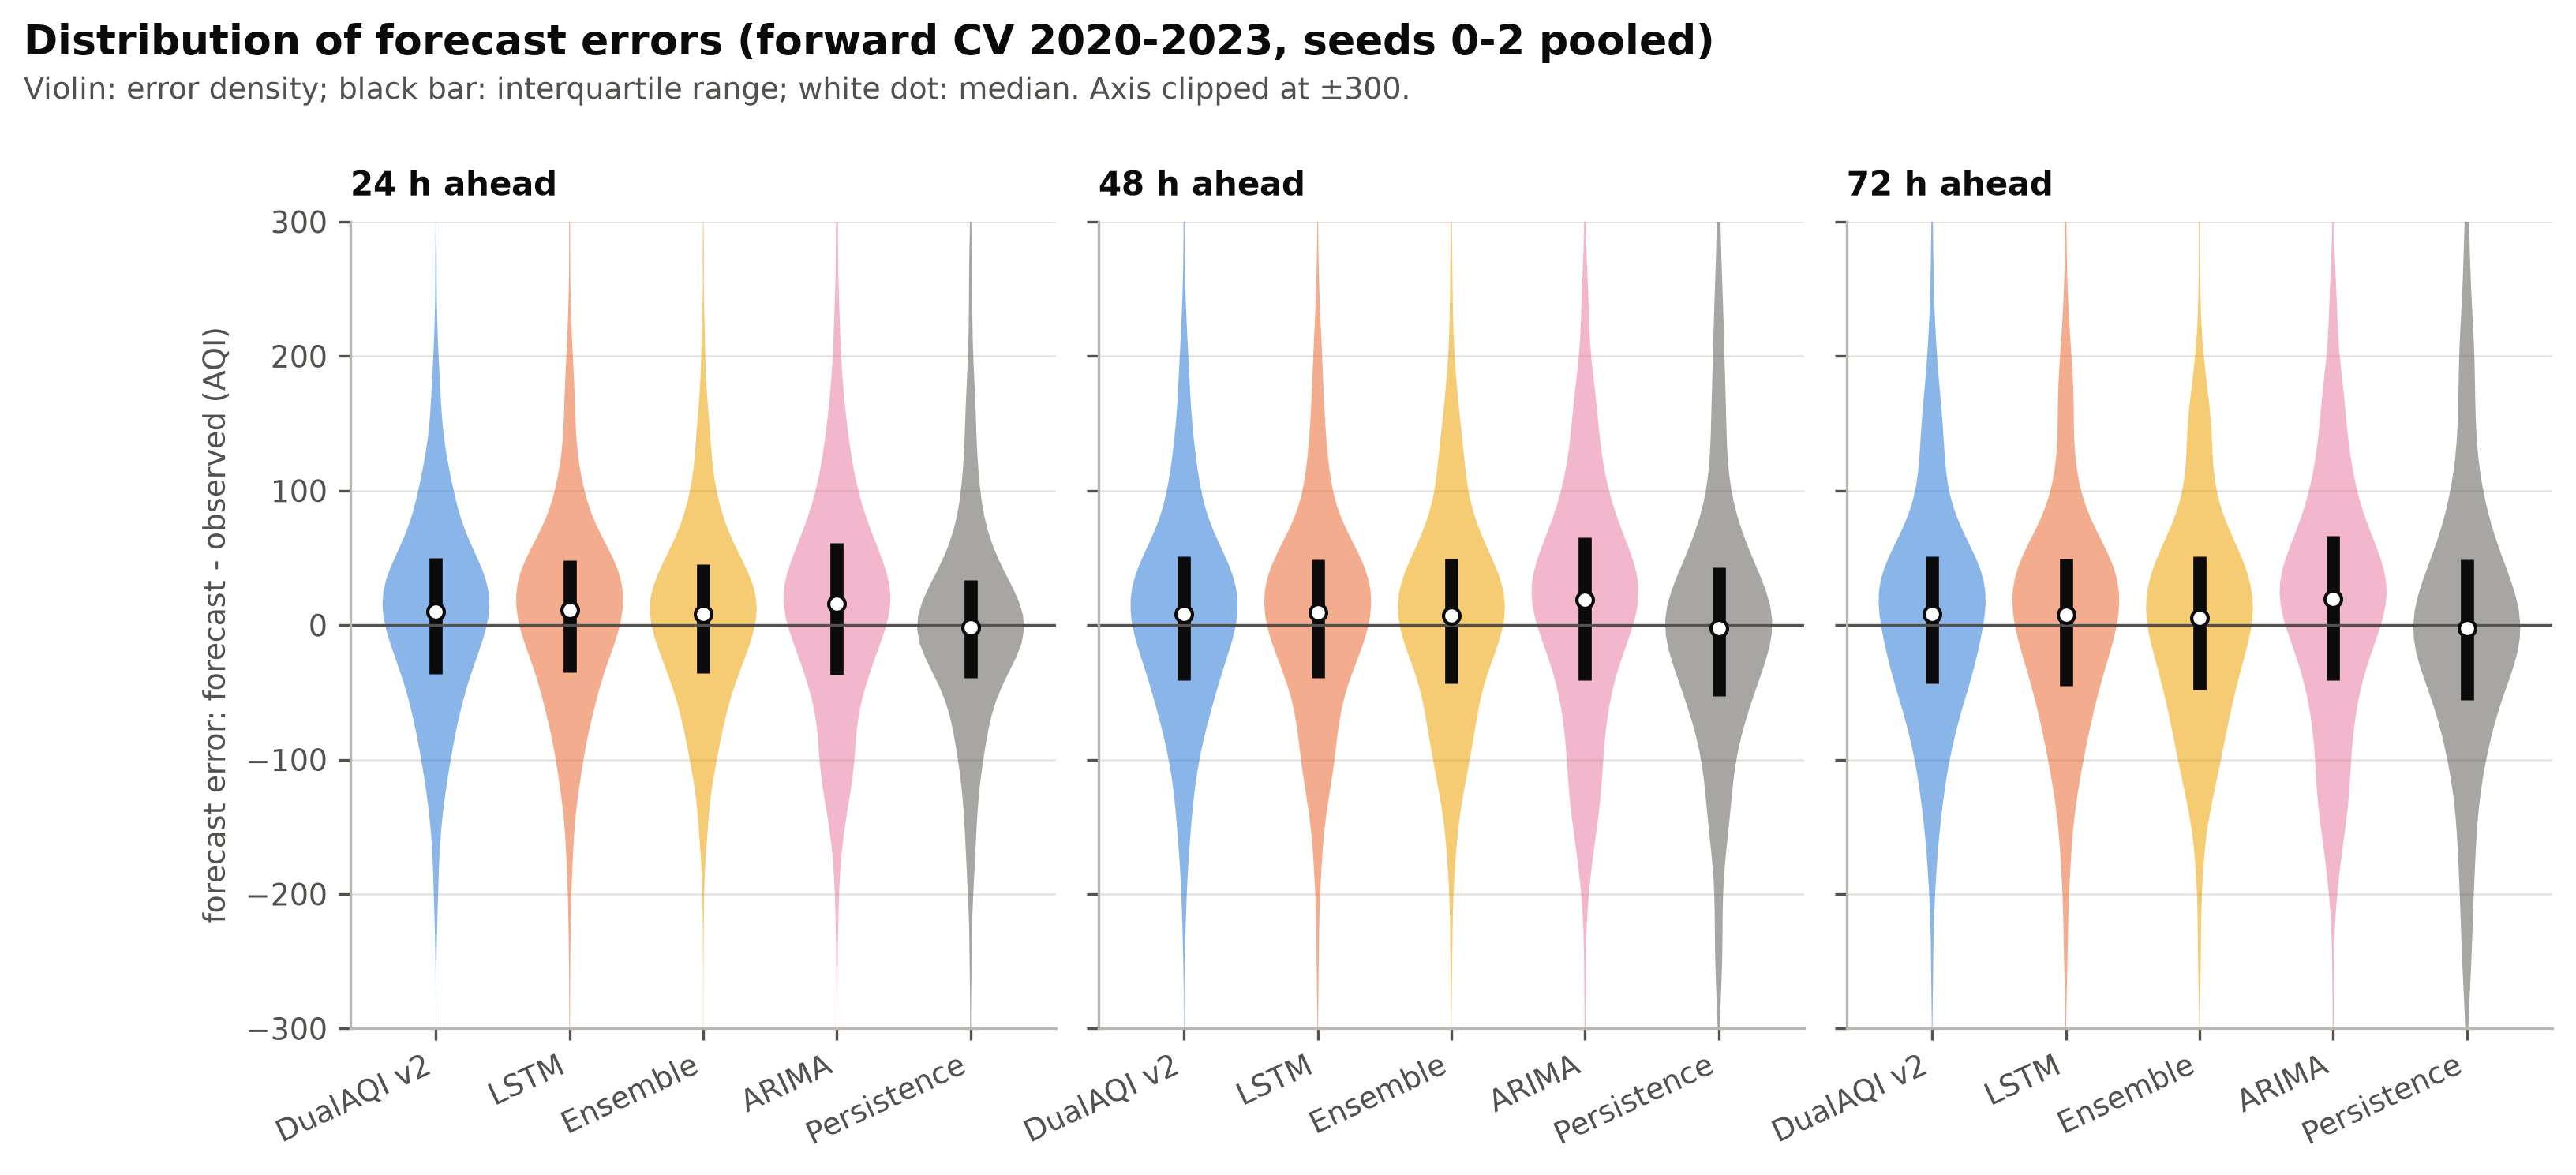 Distribution of forecast errors (forward CV 2020-2023, seeds 0-2 pooled)
Violin: error density; black bar: interquartile range; white dot: median. Axis clipped at ±300.
24 h ahead
48 h ahead
72 h ahead
forecast error: forecast - observed (AQI)
300
200
100
0
−100
−200
−300
DualAQI v2
LSTM
Ensemble
ARIMA
Persistence
DualAQI v2
LSTM
Ensemble
ARIMA
Persistence
DualAQI v2
LSTM
Ensemble
ARIMA
Persistence